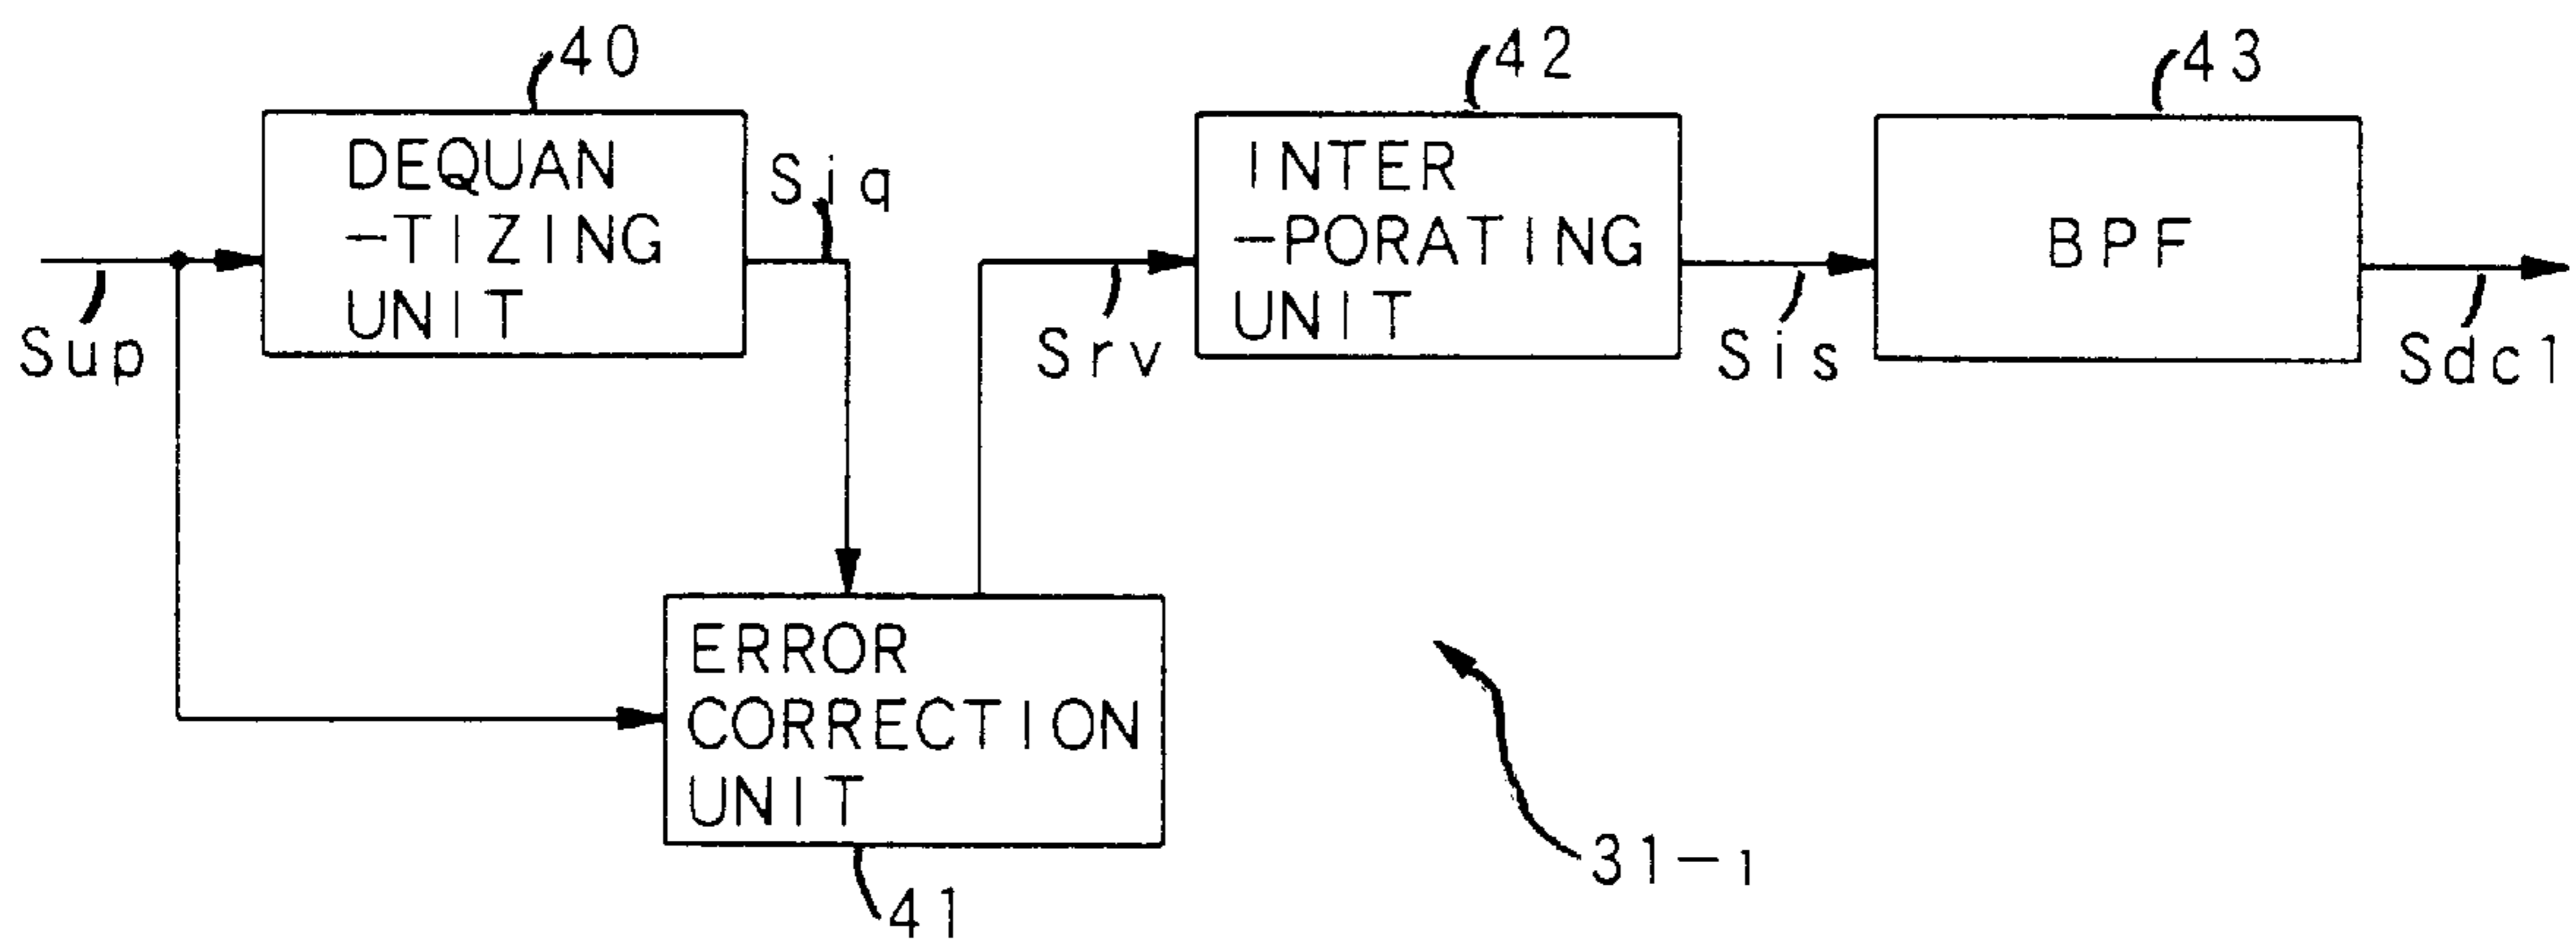 40
DEQUAN
-TIZING
UNIT
Siq
Sup
42
INTER
-PORATING
UNIT
Srv
Sis
43
BPF
Sdc1
ERROR
CORRECTION
UNIT
41
31-1